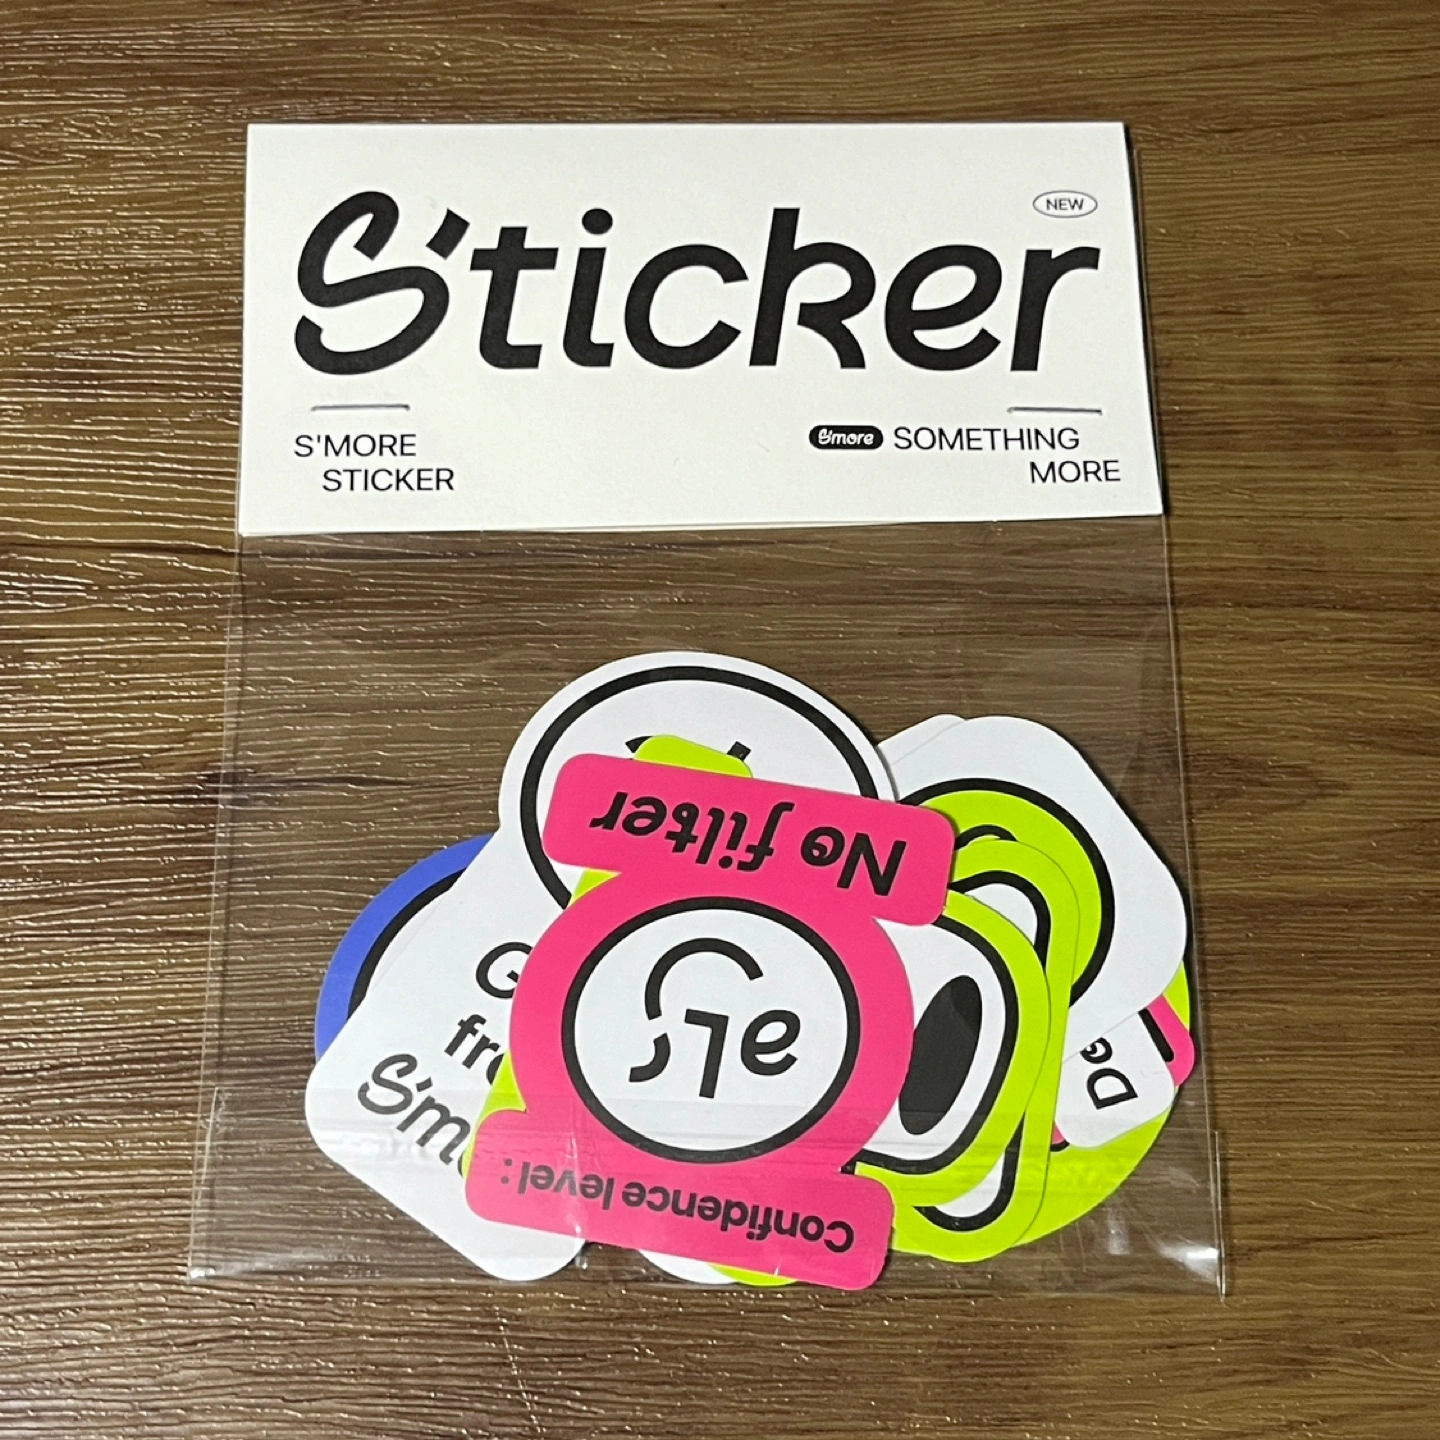 NEW
S'ticker
S'MORE
STICKER
S'more SOMETHING
MORE
Confidence level:
No filter
S'm